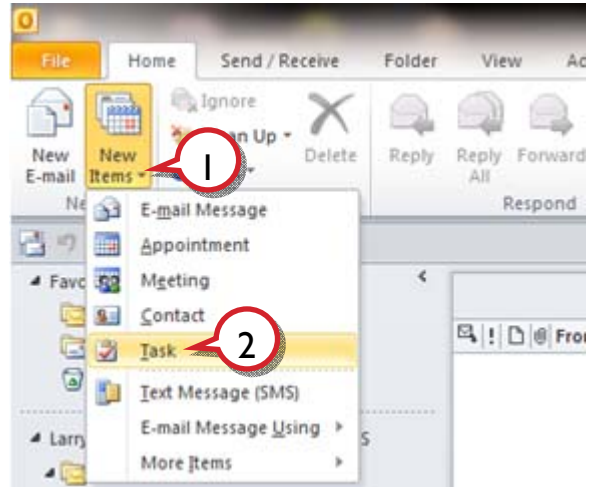 File Home Send / Receive Folder View
Ignore
an Up
New
E-mail
New
Items
Delete
Reply
Reply
All
Forward
Respond
1
E-mail Message
Appointment
Meeting
Contact
Task
2
Text Message (SMS)
E-mail Message Using
More Items
! @